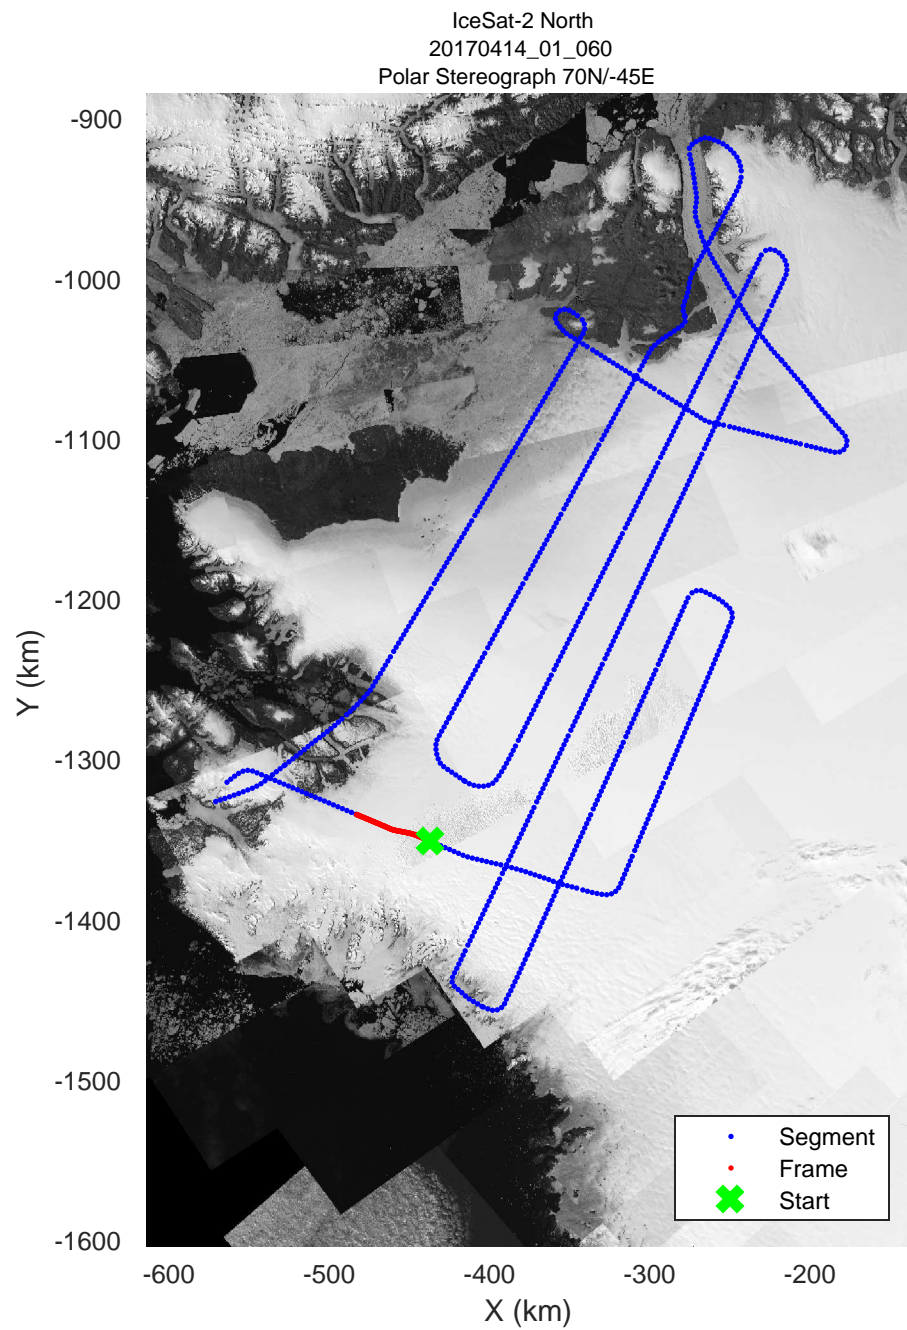 IceSat-2 North
20170414_01_060
Polar Stereograph 70N/-45E
-900
-1000
-1100
-1200
-1300
-1400
-1500
-1600
Y (km)
-600 -500 -400 -300 -200
X (km)
Segment
Frame
Start